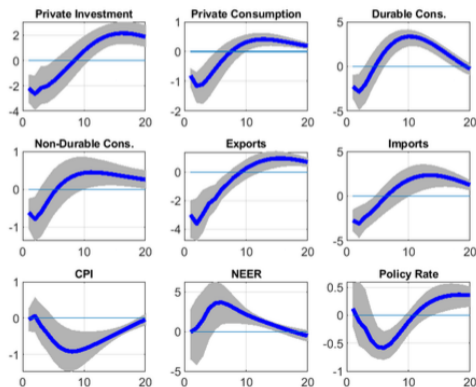 Private Investment Private Consumption Durable Cons.
2 1 5
0 0 0
-2 -1
-4 -2 -5
0 10 20 0 10 20 0 10 20
Non-Durable Cons. Exports Imports
1 5
0 0 0
-2
-1 -4 -5
0 10 20 0 10 20 0 10 20
CPI NEER Policy Rate
1 5 0.5
0 0 0
-0.5
-1 -5 -1
0 10 20 0 10 20 0 10 20